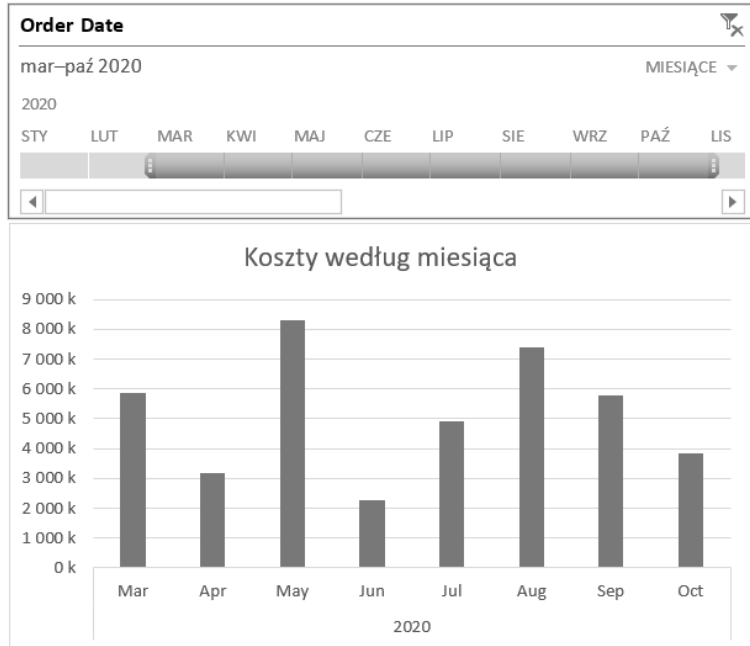 Order Date
mar–paź 2020 MIESIĄCE
2020
STY LUT MAR KWI MAJ CZE LIP SIE WRZ PAŹ LIS
Koszty według miesiąca
9 000 k
8 000 k
7 000 k
6 000 k
5 000 k
4 000 k
3 000 k
2 000 k
1 000 k
0 k
Mar Apr May Jun Jul Aug Sep Oct
2020